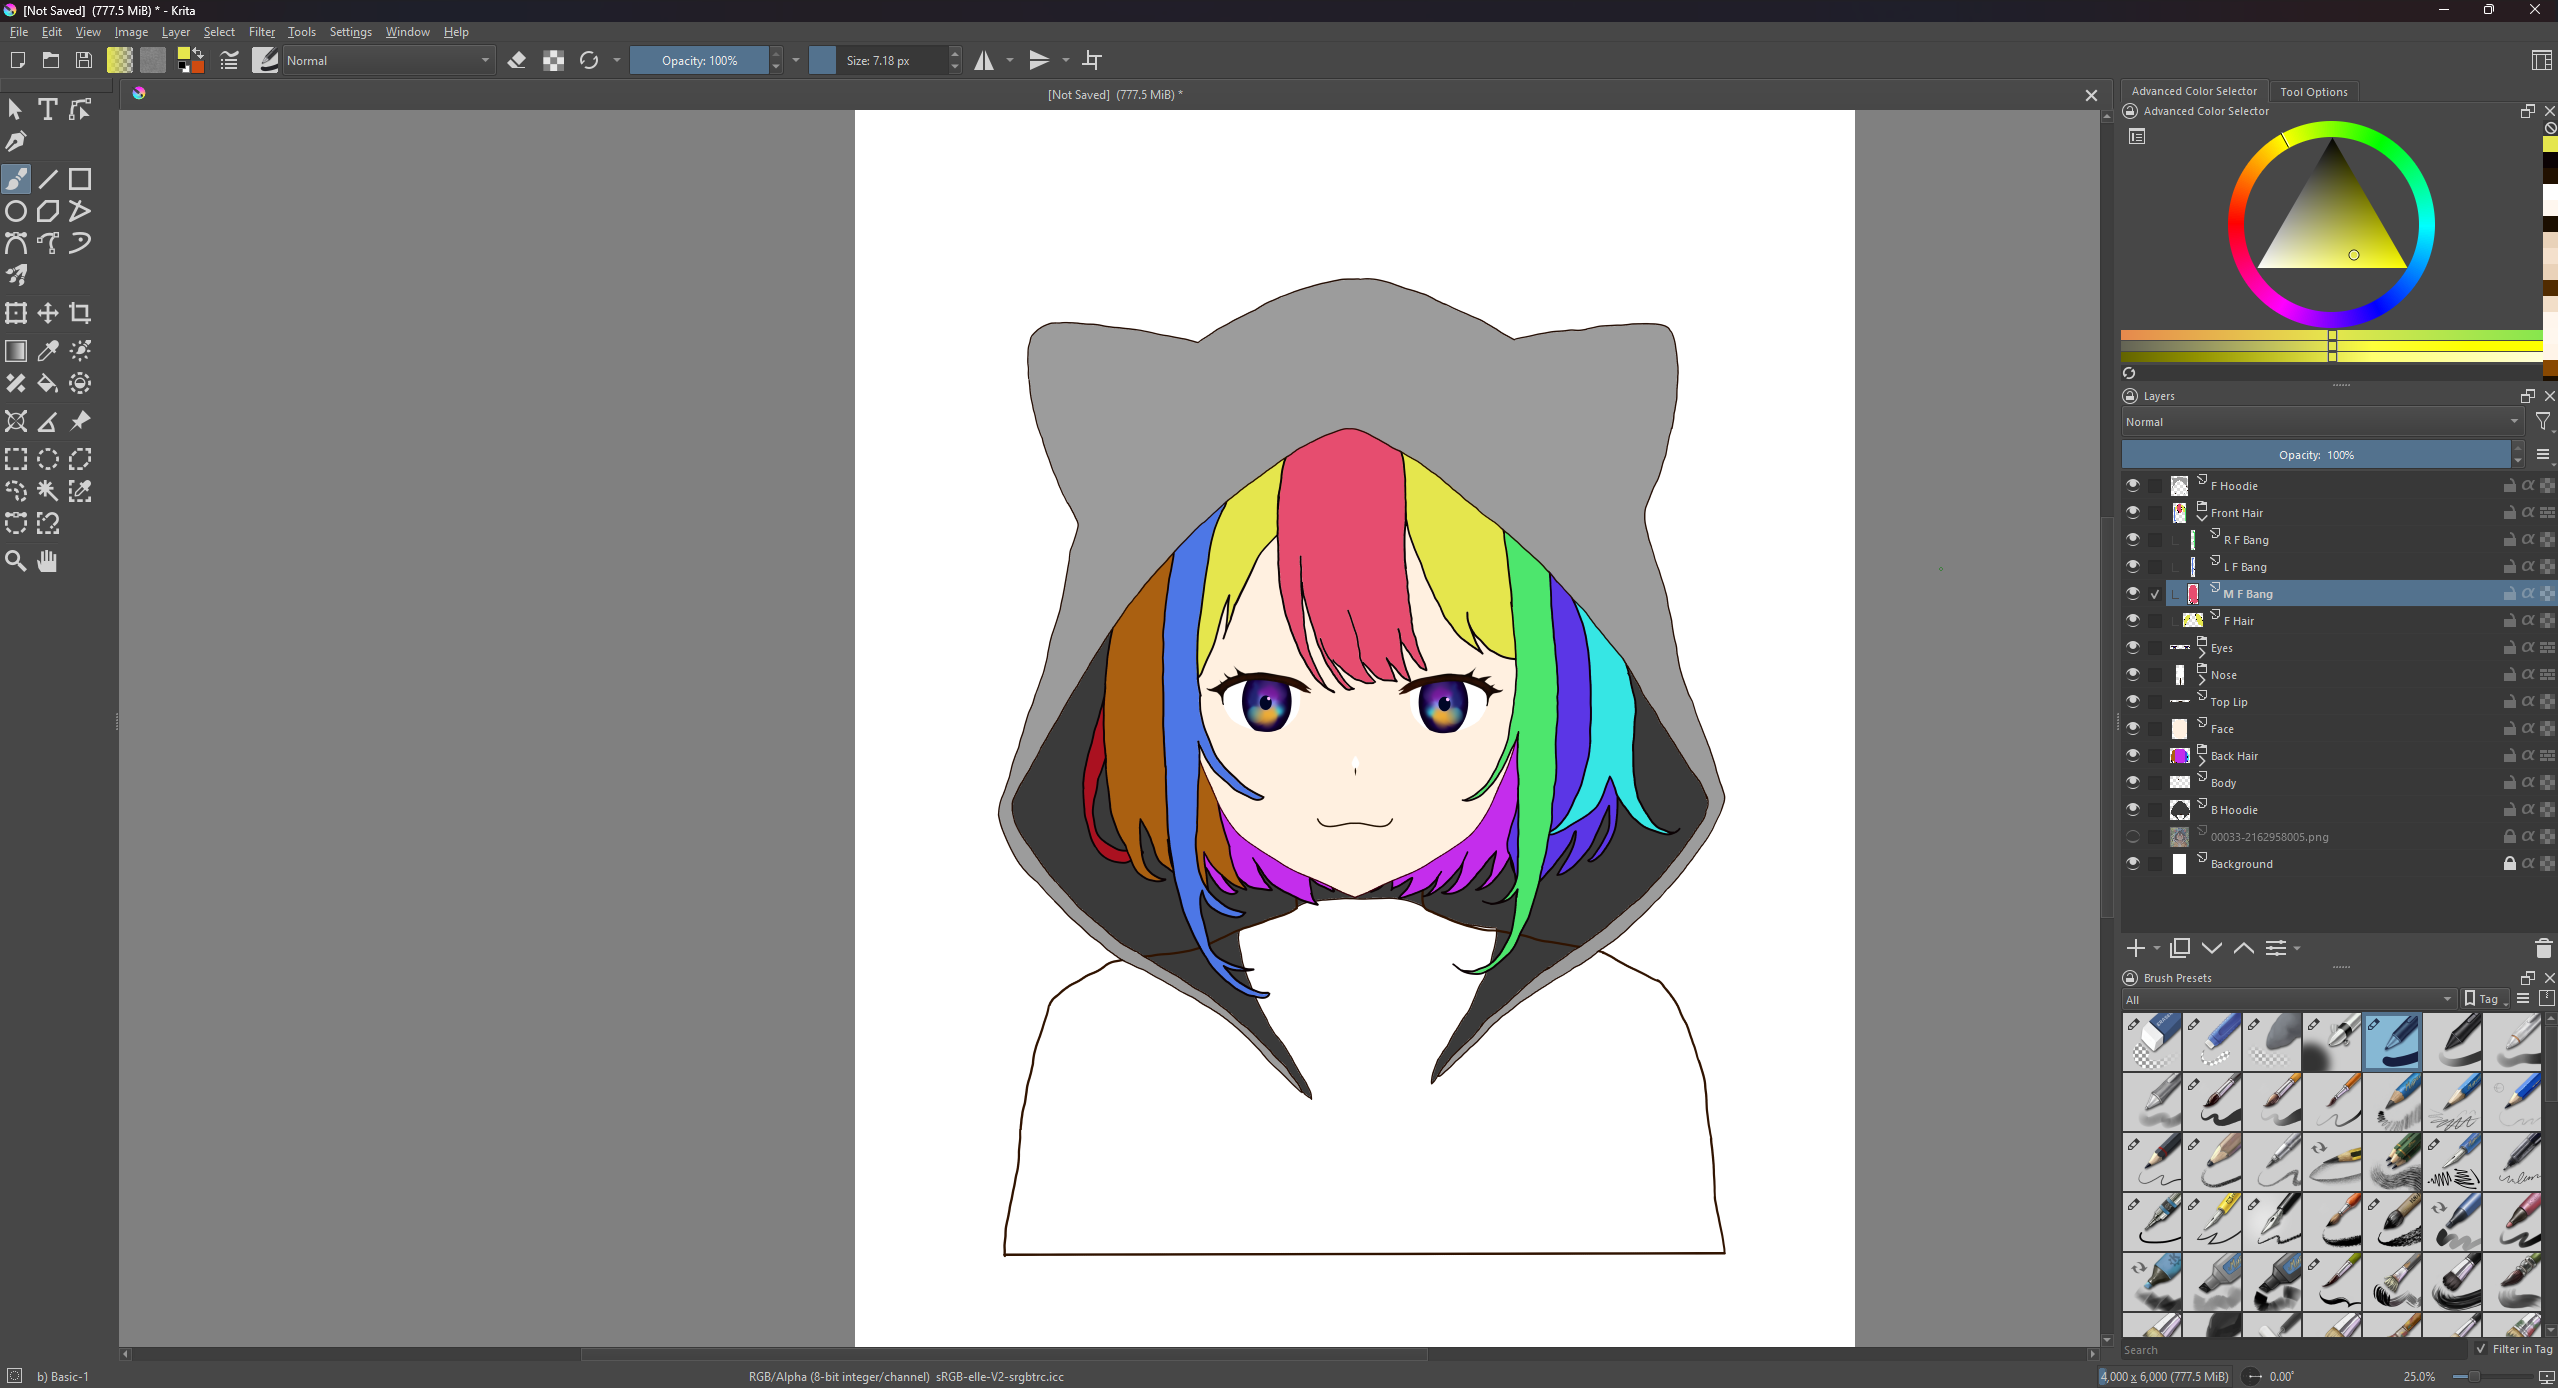 [Not Saved]  (777.5 MiB) * - Krita
File Edit View Image Layer Select Filter Tools Settings Window Help
Normal
Opacity: 100%
Size: 7.18 px
[Not Saved]  (777.5 MiB) *
Advanced Color Selector
Tool Options
Advanced Color Selector
Layers
Normal
Opacity:  100%
F Hoodie
Front Hair
R F Bang
L F Bang
M F Bang
F Hair
Eyes
Nose
Top Lip
Face
Back Hair
Body
B Hoodie
00033-2162958005.png
Background
Brush Presets
All
Tag
Search
Filter in Tag
b) Basic-1
RGB/Alpha (8-bit integer/channel)  sRGB-elle-V2-srgbtrc.icc
4,000 x 6,000 (777.5 MiB)
0.00°
25.0%